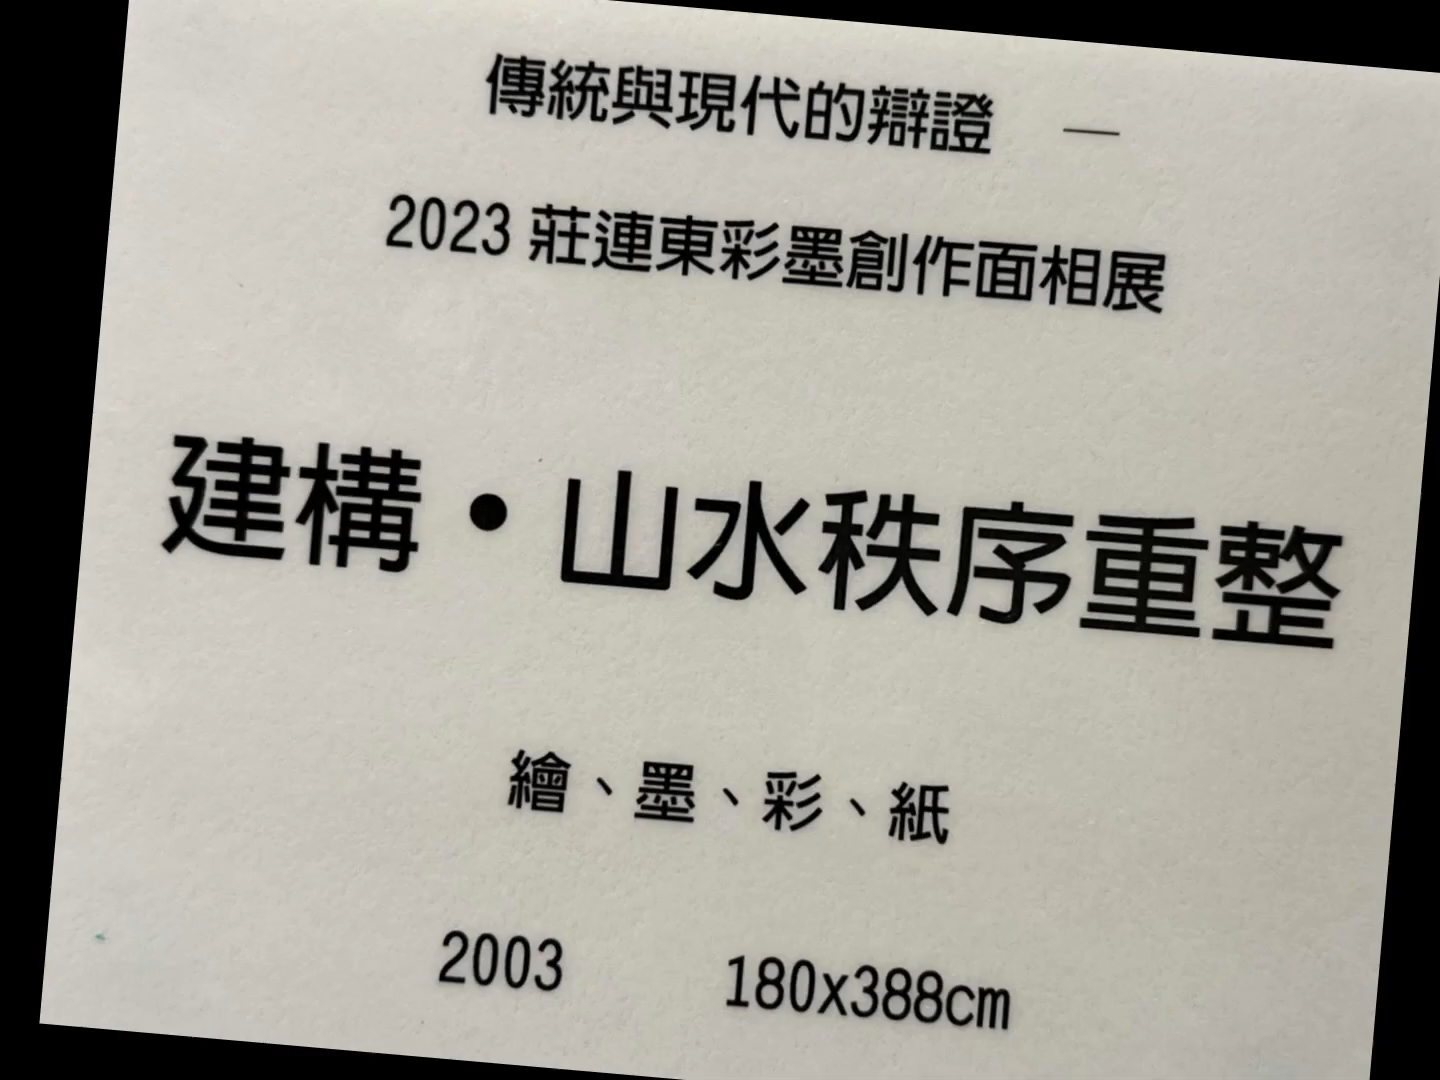 傳統與現代的辯證 —
2023 莊連東彩墨創作面相展
建構・山水秩序重整
繪、墨、彩、紙
2003 180x388cm